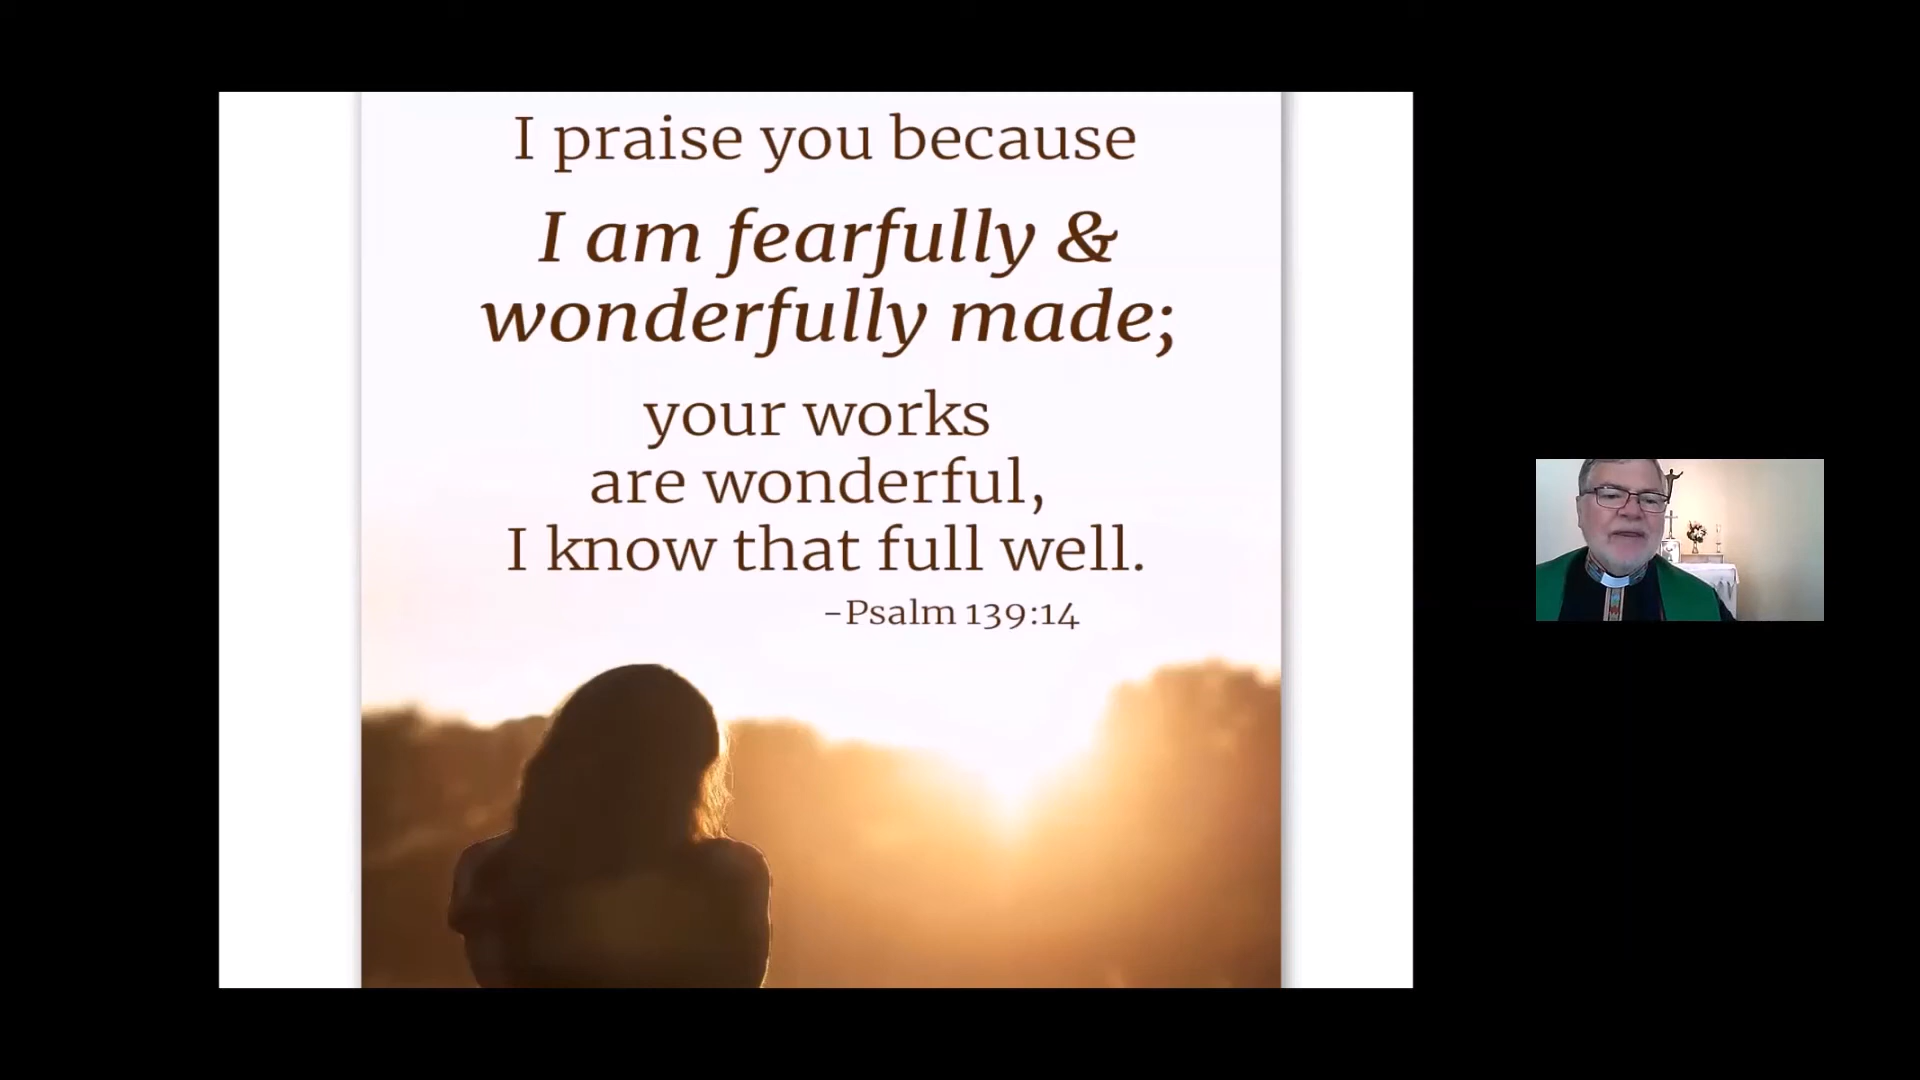 I praise you because
I am fearfully &
wonderfully made;
your works
are wonderful,
I know that full well.
-Psalm 139:14